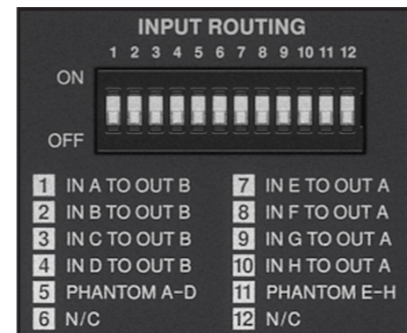 INPUT ROUTING
1 2 3 4 5 6 7 8 9 10 11 12
ON
OFF
1 IN A TO OUT B
2 IN B TO OUT B
3 IN C TO OUT B
4 IN D TO OUT B
5 PHANTOM A-D
6 N/C
7 IN E TO OUT A
8 IN F TO OUT A
9 IN G TO OUT A
10 IN H TO OUT A
11 PHANTOM E-H
12 N/C